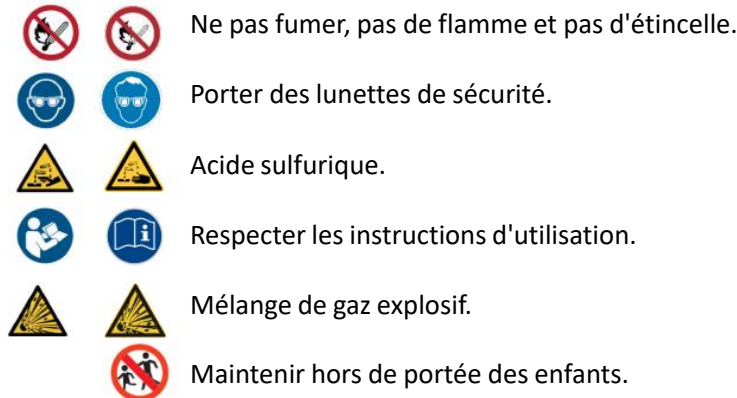 Ne pas fumer, pas de flamme et pas d'étincelle.
Porter des lunettes de sécurité.
Acide sulfurique.
Respecter les instructions d'utilisation.
Mélange de gaz explosif.
Maintenir hors de portée des enfants.